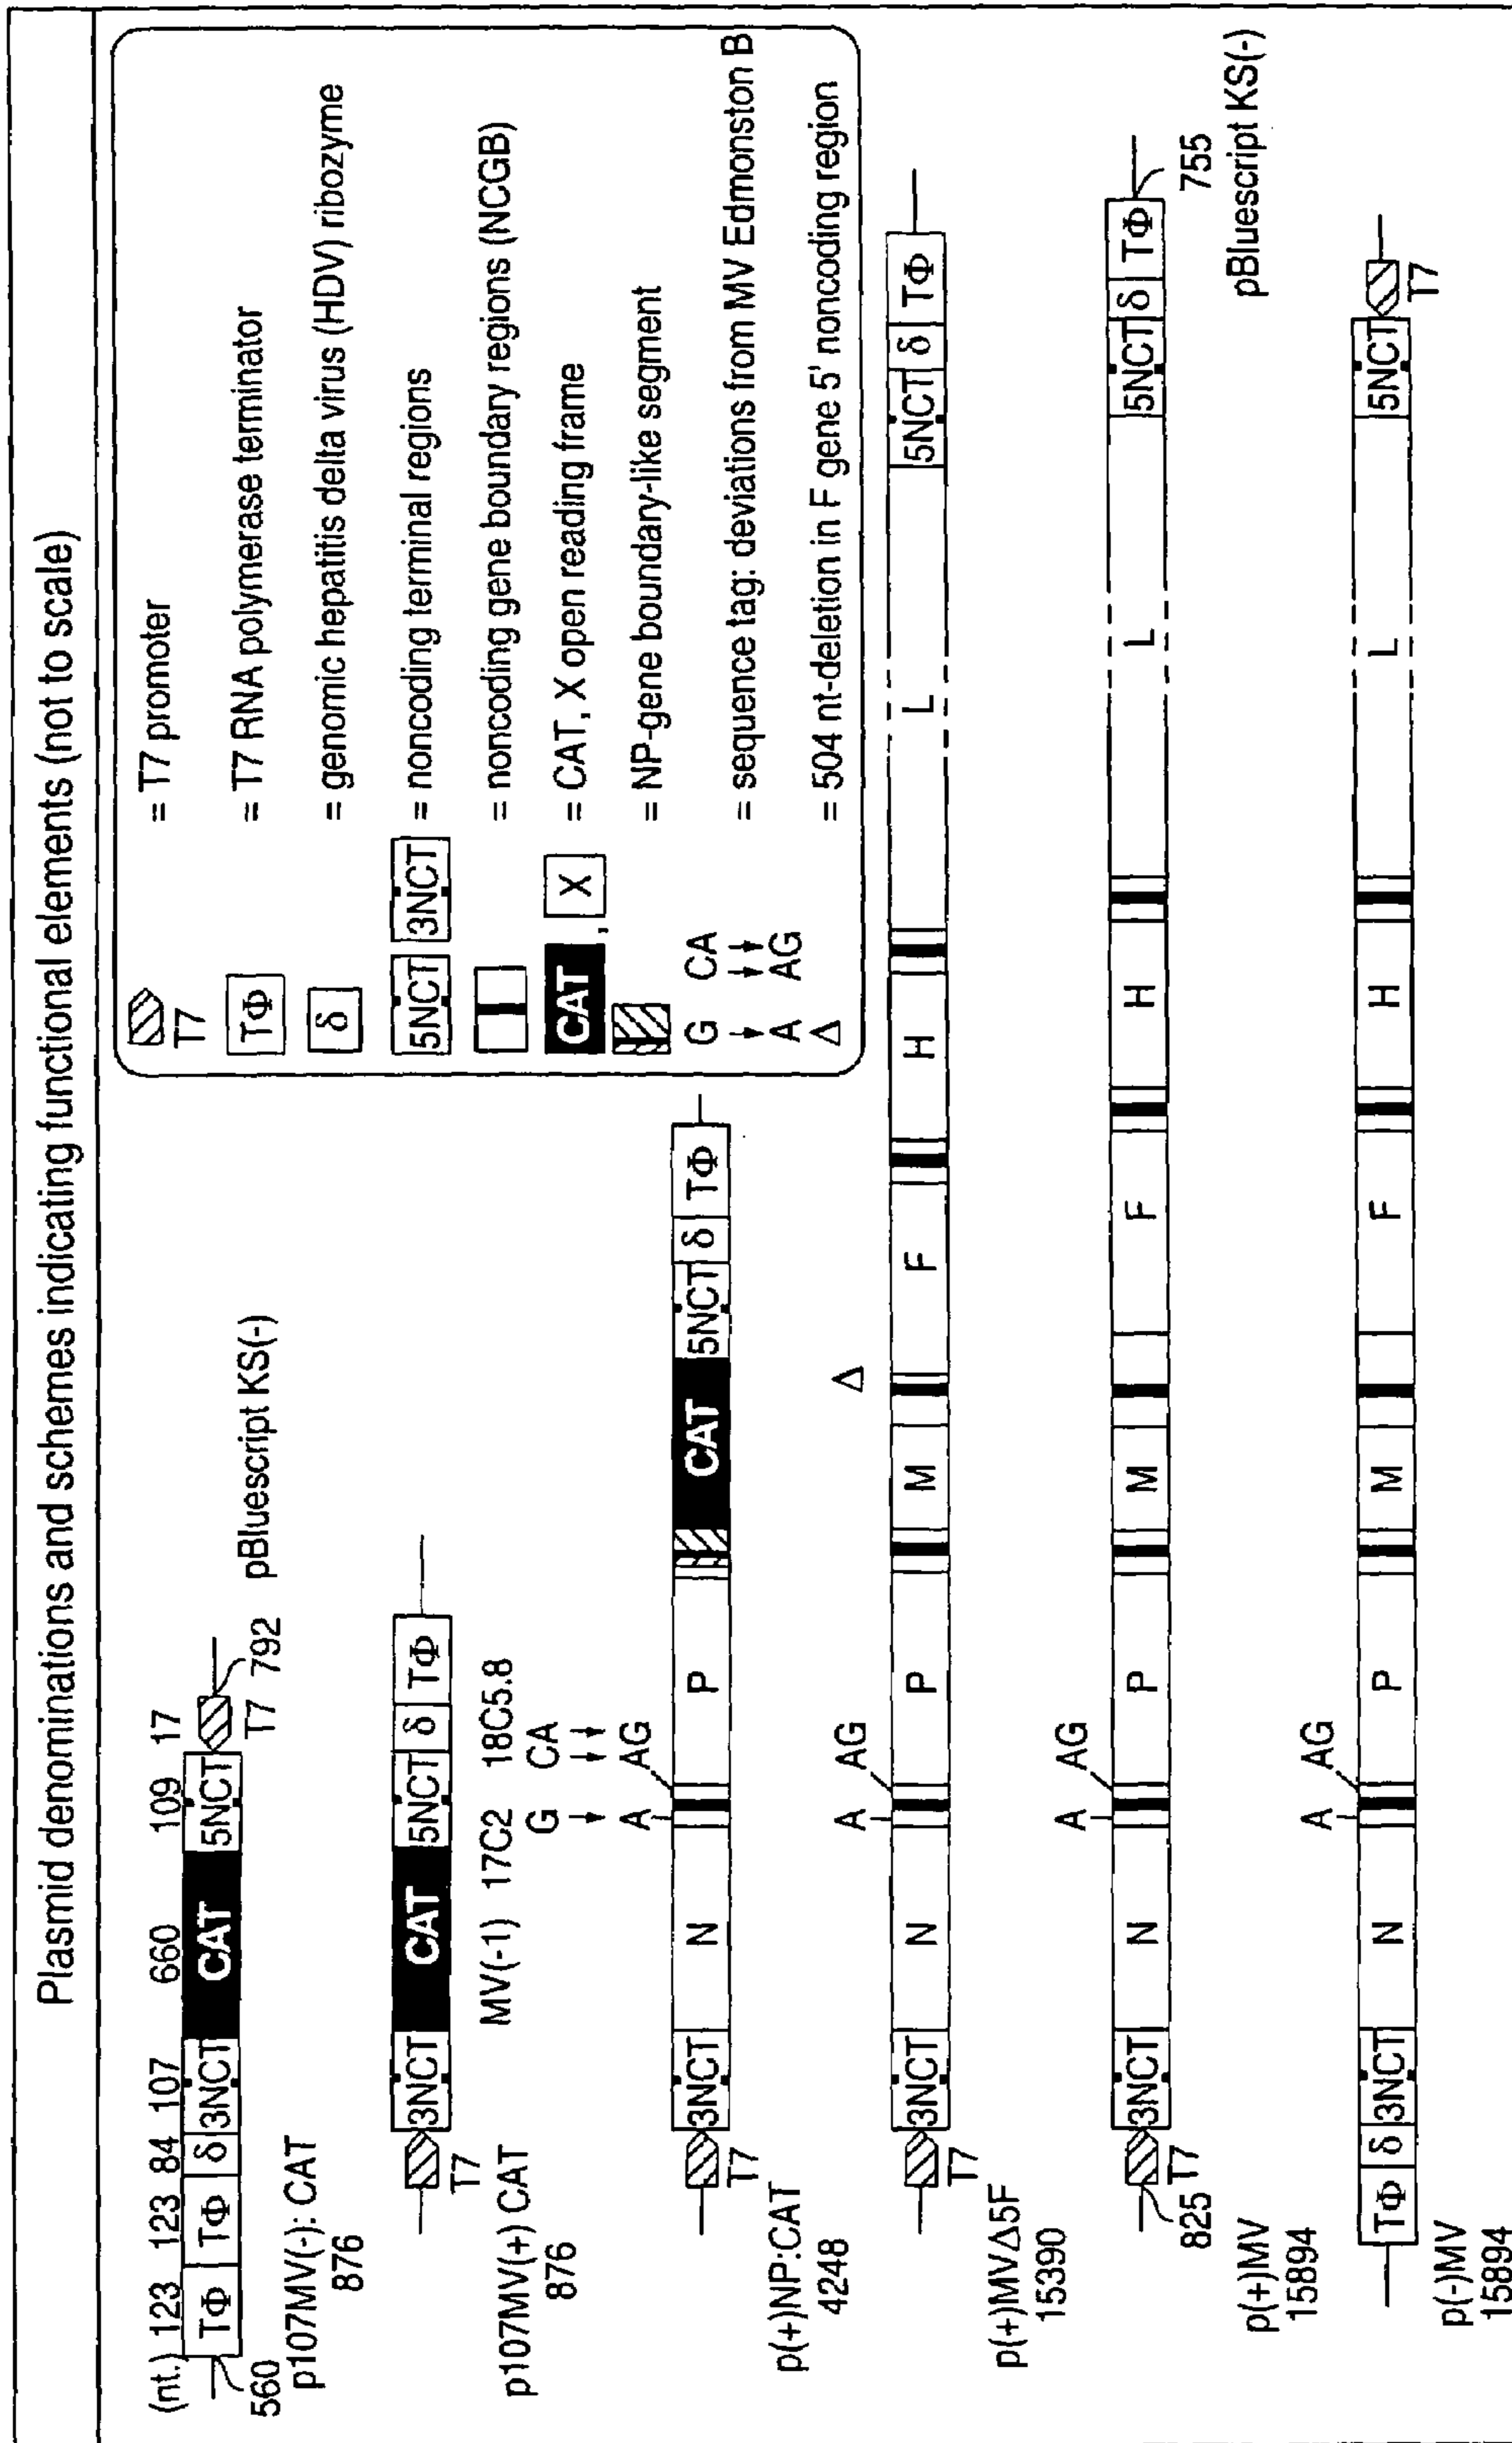 Plasmid denominations and schemes indicating functional elements (not to scale)
(nt.) 123 123 84 107 660 109 17
TΦ TΦ δ 3NCT CAT 5NCT
560
T7 792 pBluescript KS(-)
p107MV(-): CAT
876
3NCT CAT 5NCT δ TΦ
T7
p107MV(+) CAT
876
MV(-1) 17C2 18C5.8
G CA
A AG
3NCT N P CAT 5NCT δ TΦ
T7
p(+)NP:CAT
4248
A AG Δ
3NCT N P M F H L 5NCT δ TΦ
T7
p(+)MVΔ5F
15390
A AG
3NCT N P M F H L 5NCT δ TΦ
825 T7
755
pBluescript KS(-)
p(+)MV
15894
A AG
TΦ δ 3NCT N P M F H L 5NCT
T7
p(-)MV
15894
T7 = T7 promoter
TΦ = T7 RNA polymerase terminator
δ = genomic hepatitis delta virus (HDV) ribozyme
5NCT 3NCT = noncoding terminal regions
= noncoding gene boundary regions (NCGB)
CAT, X = CAT, X open reading frame
= NP-gene boundary-like segment
G CA
A AG = sequence tag: deviations from MV Edmonston B
Δ = 504 nt-deletion in F gene 5' noncoding region